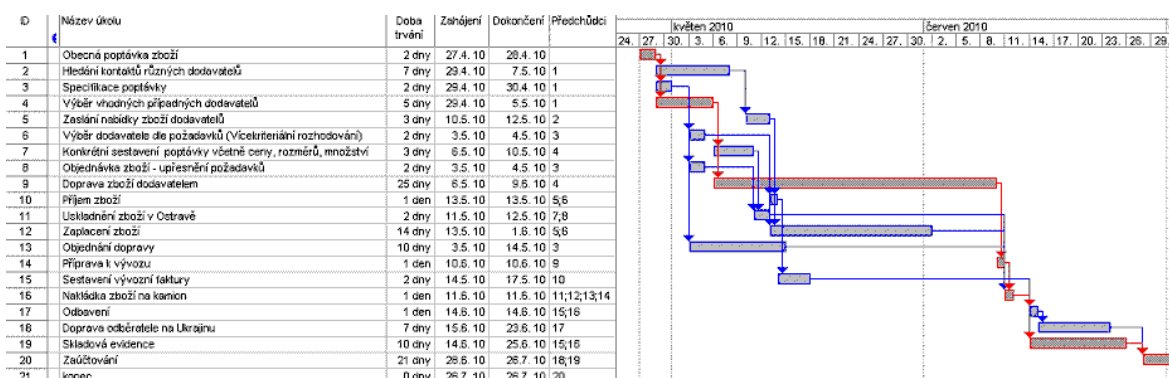 ID Název úkolu Doba trvání Zahájení Dokončení Předchůdci
květen 2010 červen 2010
24. 27. 30. 3. 6. 9. 12. 15. 18. 21. 24. 27. 30. 2. 5. 8. 11. 14. 17. 20. 23. 26. 29.
1 Obecná poptávka zboží 2 dny 27.4. 10 28.4. 10
2 Hledání kontaktů různých dodavatelů 7 dny 29.4. 10 7.5. 10 1
3 Specifikace poptávky 2 dny 29.4. 10 30.4. 10 1
4 Výběr vhodných případných dodavatelů 5 dny 29.4. 10 5.5. 10 1
5 Zaslání nabídky zboží dodavatelů 3 dny 10.5. 10 12.5. 10 2
6 Výběr dodavatele dle požadavků (Vícekriteriální rozhodování) 2 dny 3.5. 10 4.5. 10 3
7 Konkrétní sestavení poptávky včetně ceny, rozměrů, množství 3 dny 6.5. 10 10.5. 10 4
8 Objednávka zboží - upřesnění požadavků 2 dny 3.5. 10 4.5. 10 3
9 Doprava zboží dodavatelem 25 dny 6.5. 10 9.6. 10 4
10 Příjem zboží 1 den 13.5. 10 13.5. 10 5;6
11 Uskladnění zboží v Ostravě 2 dny 11.5. 10 12.5. 10 7;8
12 Zaplacení zboží 14 dny 13.5. 10 1.6. 10 5;6
13 Objednání dopravy 10 dny 3.5. 10 14.5. 10 3
14 Příprava k vývozu 1 den 10.6. 10 10.6. 10 9
15 Sestavení vývozní faktury 2 dny 14.5. 10 17.5. 10 10
16 Nakládka zboží na kamion 1 den 11.6. 10 11.6. 10 11;12;13;14
17 Odbavení 1 den 14.6. 10 14.6. 10 15;16
18 Doprava odběratele na Ukrajinu 7 dny 15.6. 10 23.6. 10 17
19 Skladová evidence 10 dny 14.6. 10 25.6. 10 15;16
20 Zaúčtování 21 dny 28.6. 10 26.7. 10 18;19
21 konec 0 dny 26.7. 10 26.7. 10 20